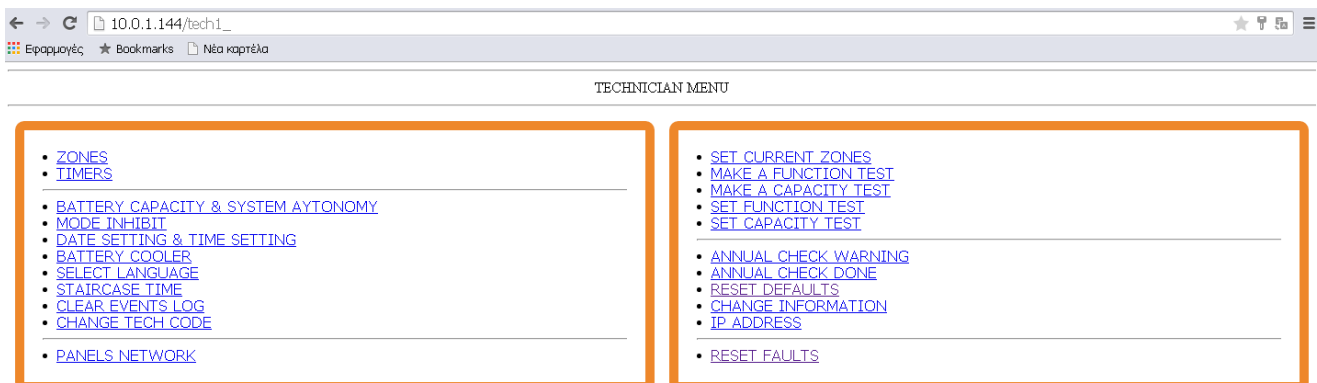 10.0.1.144/tech1_
Εφαρμογές Bookmarks Νέα καρτέλα
TECHNICIAN MENU
ZONES
TIMERS
BATTERY CAPACITY & SYSTEM AYTONOMY
MODE INHIBIT
DATE SETTING & TIME SETTING
BATTERY COOLER
SELECT LANGUAGE
STAIRCASE TIME
CLEAR EVENTS LOG
CHANGE TECH CODE
PANELS NETWORK
SET CURRENT ZONES
MAKE A FUNCTION TEST
MAKE A CAPACITY TEST
SET FUNCTION TEST
SET CAPACITY TEST
ANNUAL CHECK WARNING
ANNUAL CHECK DONE
RESET DEFAULTS
CHANGE INFORMATION
IP ADDRESS
RESET FAULTS